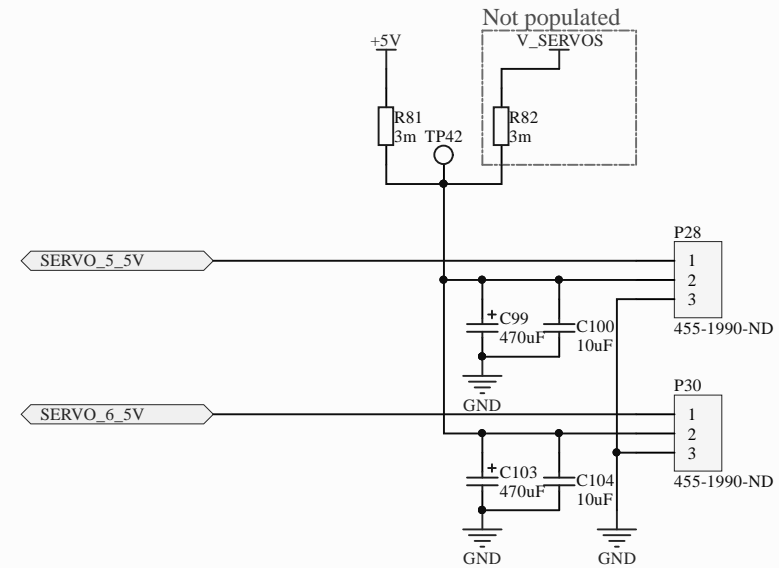 Not populated
+5V
V_SERVOS
R81
3m
TP42
R82
3m
P28
SERVO_5_5V
1
2
3
C99
470uF
C100
10uF
455-1990-ND
GND
P30
SERVO_6_5V
1
2
3
C103
470uF
C104
10uF
455-1990-ND
GND
GND